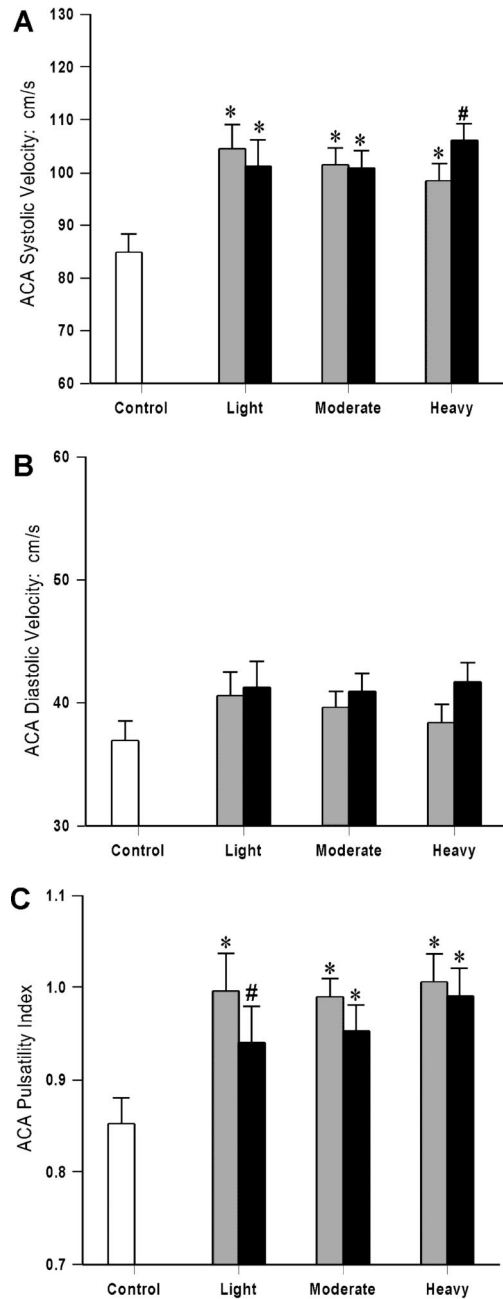 A
ACA Systolic Velocity: cm/s
130
120
110
100
90
80
70
60
* * * * * #
Control Light Moderate Heavy
B
ACA Diastolic Velocity: cm/s
60
50
40
30
Control Light Moderate Heavy
C
ACA Pulsatility Index
1.1
1.0
0.9
0.8
0.7
* # * * * *
Control Light Moderate Heavy